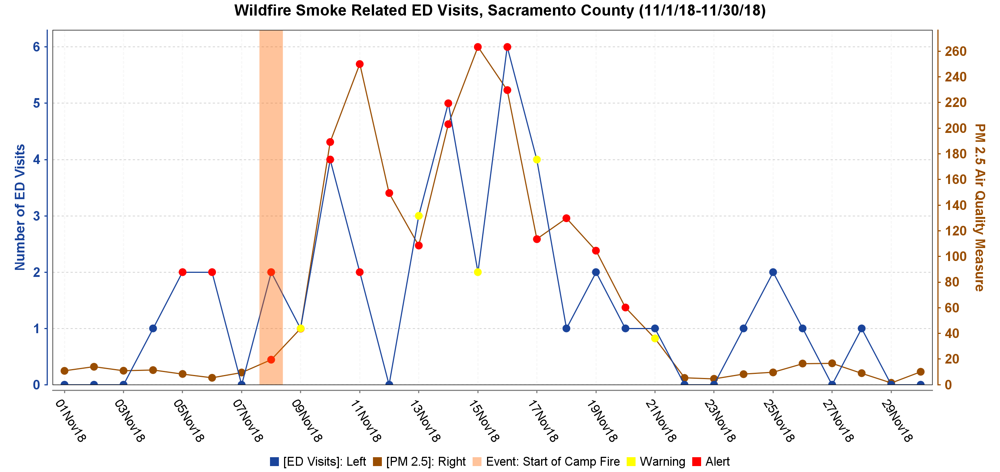 Wildfire Smoke Related ED Visits, Sacramento County (11/1/18-11/30/18)
Number of ED Visits
6
5
4
3
2
1
0
260
240
220
200
180
160
140
120
100
80
60
40
20
0
PM 2.5 Air Quality Measure
01Nov18
03Nov18
05Nov18
07Nov18
09Nov18
11Nov18
13Nov18
15Nov18
17Nov18
19Nov18
21Nov18
23Nov18
25Nov18
27Nov18
29Nov18
[ED Visits]: Left [PM 2.5]: Right Event: Start of Camp Fire Warning Alert